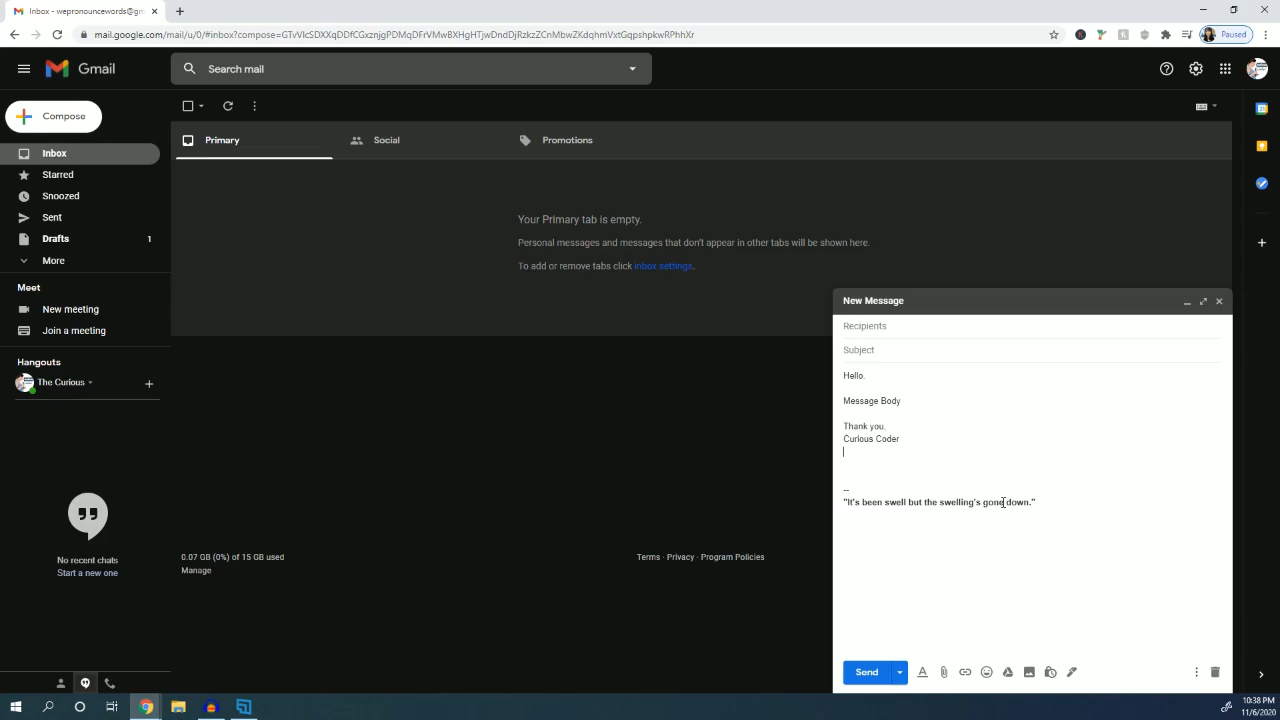 Inbox - wepronouncewords@gm
mail.google.com/mail/u/0/#inbox?compose=GTvVlcSDXXqDDfCGxznjgPDMqDFrVMwBXHgHTjwDndDjRzkzZCnMbwZKdqhmVxtGqpshpkwRPhhXr
Paused
Gmail
Search mail
Compose
Primary
Social
Promotions
Inbox
Starred
Snoozed
Sent
Drafts 1
More
Your Primary tab is empty.
Personal messages and messages that don't appear in other tabs will be shown here.
To add or remove tabs click inbox settings.
Meet
New meeting
Join a meeting
Hangouts
The Curious
No recent chats
Start a new one
0.07 GB (0%) of 15 GB used
Manage
Terms · Privacy · Program Policies
New Message
Recipients
Subject
Hello,
Message Body
Thank you,
Curious Coder
--
"It's been swell but the swelling's gone down."
Send
10:38 PM
11/6/2020